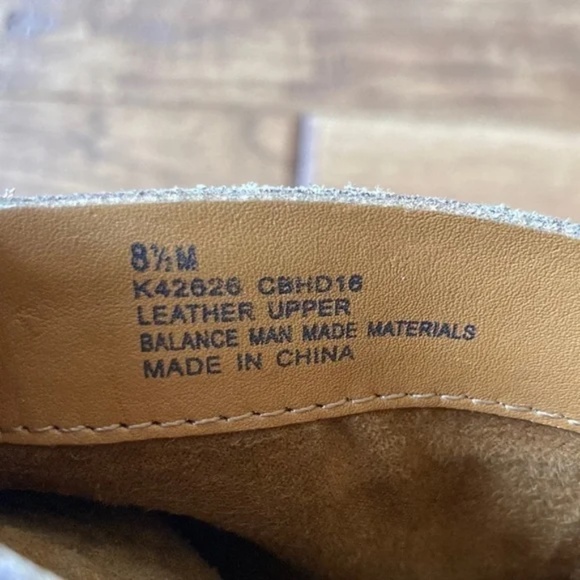 8½M
K42626 CBHD16
LEATHER UPPER
BALANCE MAN MADE MATERIALS
MADE IN CHINA